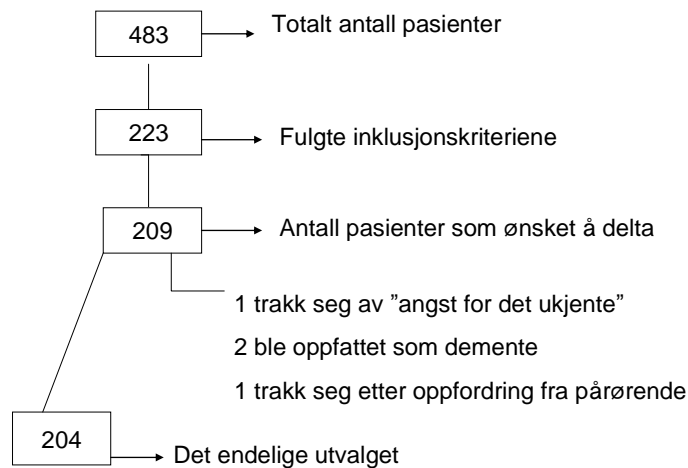 483
Totalt antall pasienter
223
Fulgte inklusjonskriteriene
209
Antall pasienter som ønsket å delta
1 trakk seg av ”angst for det ukjente”
2 ble oppfattet som demente
1 trakk seg etter oppfordring fra pårørende
204
Det endelige utvalget